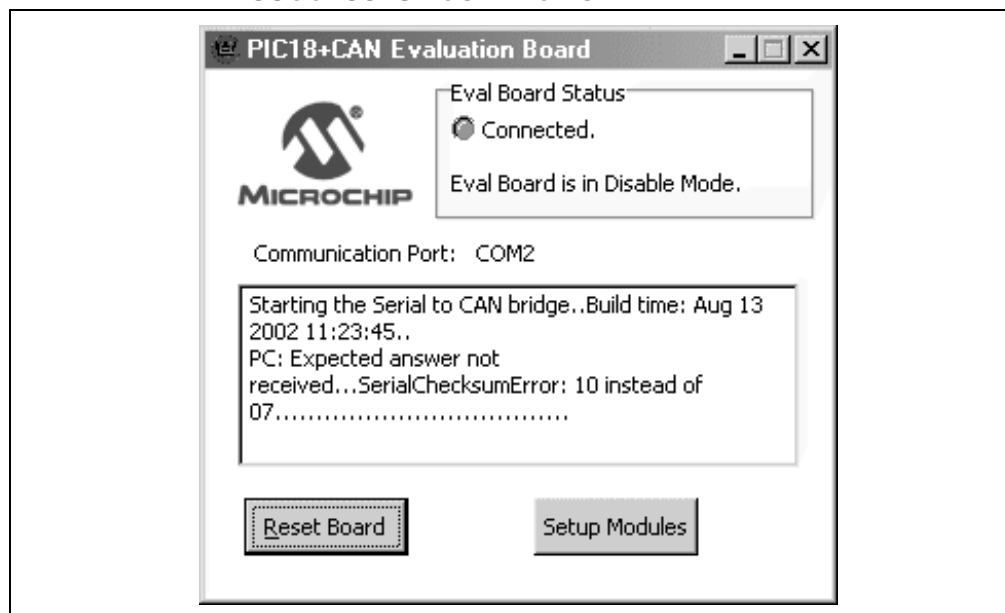 PIC18+CAN Evaluation Board
Eval Board Status
Connected.
MICROCHIP
®
Eval Board is in Disable Mode.
Communication Port: COM2
Starting the Serial to CAN bridge..Build time: Aug 13
2002 11:23:45..
PC: Expected answer not
received...SerialChecksumError: 10 instead of
07....................................
Reset Board
Setup Modules